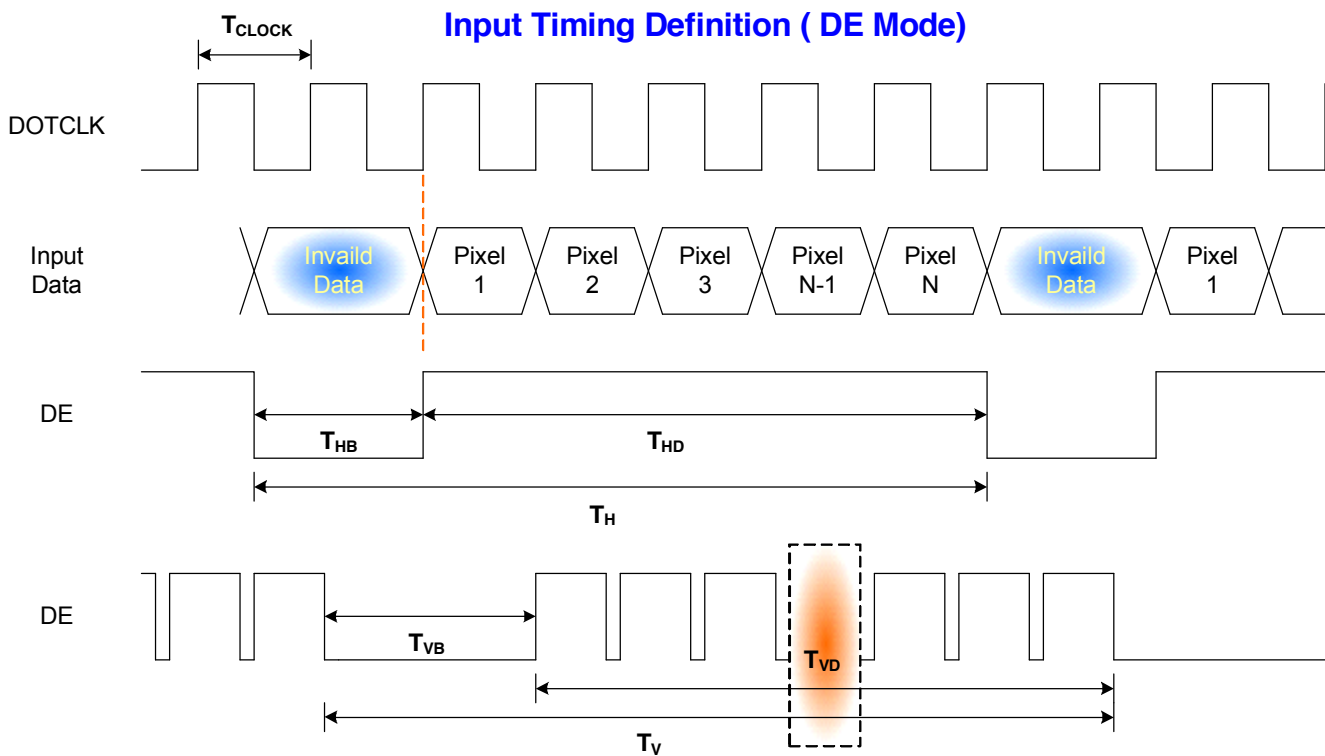 Input Timing Definition ( DE Mode)
TCLOCK
DOTCLK
Input
Data
Invaild
Data
Pixel
1
Pixel
2
Pixel
3
Pixel
N-1
Pixel
N
Invaild
Data
Pixel
1
DE
THB
THD
TH
DE
TVB
TVD
TV